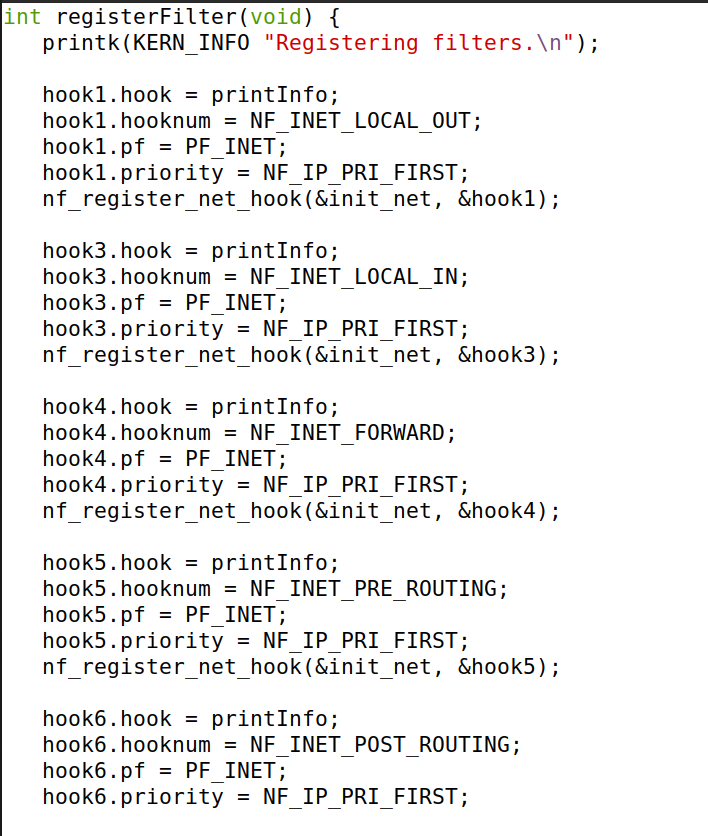 int registerFilter(void) {
   printk(KERN_INFO "Registering filters.\n");

   hook1.hook = printInfo;
   hook1.hooknum = NF_INET_LOCAL_OUT;
   hook1.pf = PF_INET;
   hook1.priority = NF_IP_PRI_FIRST;
   nf_register_net_hook(&init_net, &hook1);

   hook3.hook = printInfo;
   hook3.hooknum = NF_INET_LOCAL_IN;
   hook3.pf = PF_INET;
   hook3.priority = NF_IP_PRI_FIRST;
   nf_register_net_hook(&init_net, &hook3);

   hook4.hook = printInfo;
   hook4.hooknum = NF_INET_FORWARD;
   hook4.pf = PF_INET;
   hook4.priority = NF_IP_PRI_FIRST;
   nf_register_net_hook(&init_net, &hook4);

   hook5.hook = printInfo;
   hook5.hooknum = NF_INET_PRE_ROUTING;
   hook5.pf = PF_INET;
   hook5.priority = NF_IP_PRI_FIRST;
   nf_register_net_hook(&init_net, &hook5);

   hook6.hook = printInfo;
   hook6.hooknum = NF_INET_POST_ROUTING;
   hook6.pf = PF_INET;
   hook6.priority = NF_IP_PRI_FIRST;